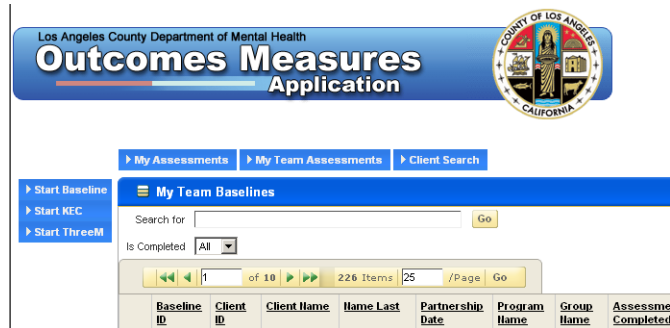 Los Angeles County Department of Mental Health
Outcomes Measures
Application
COUNTY OF LOS ANGELES
CALIFORNIA
My Assessments My Team Assessments Client Search
Start Baseline
Start KEC
Start ThreeM
My Team Baselines
Search for Go
Is Completed All
1 of 10 226 Items 25 /Page Go
Baseline ID Client ID Client Name Name Last Partnership Date Program Name Group Name Completed